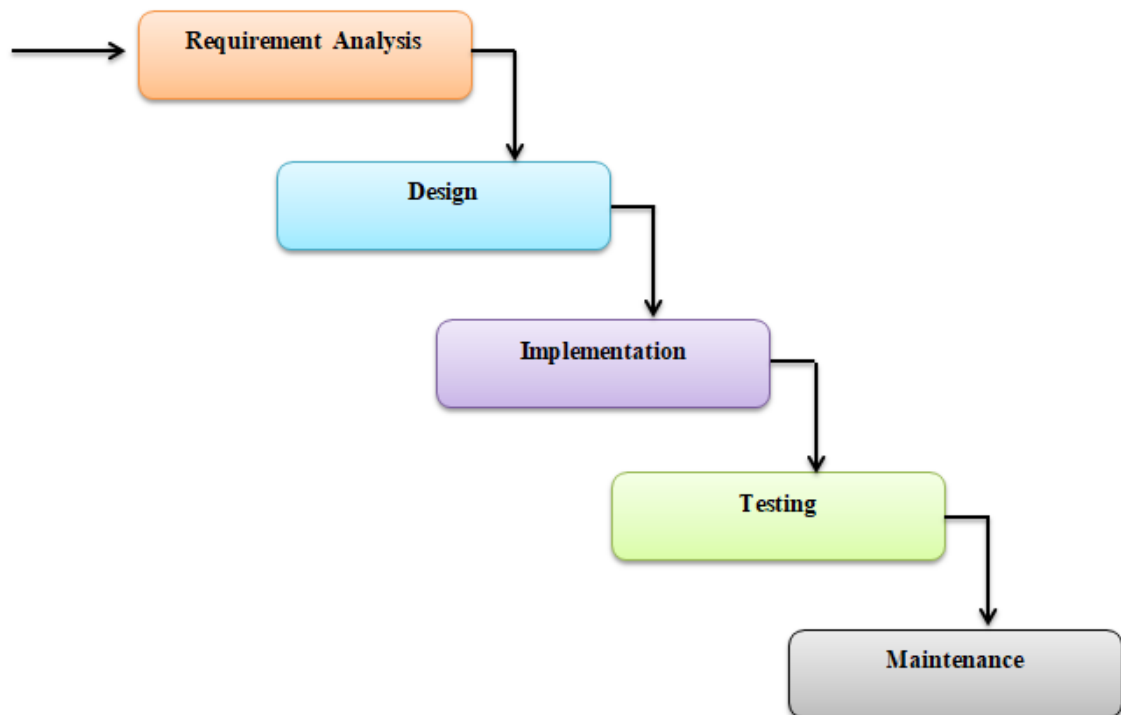 Requirement Analysis
Design
Implementation
Testing
Maintenance